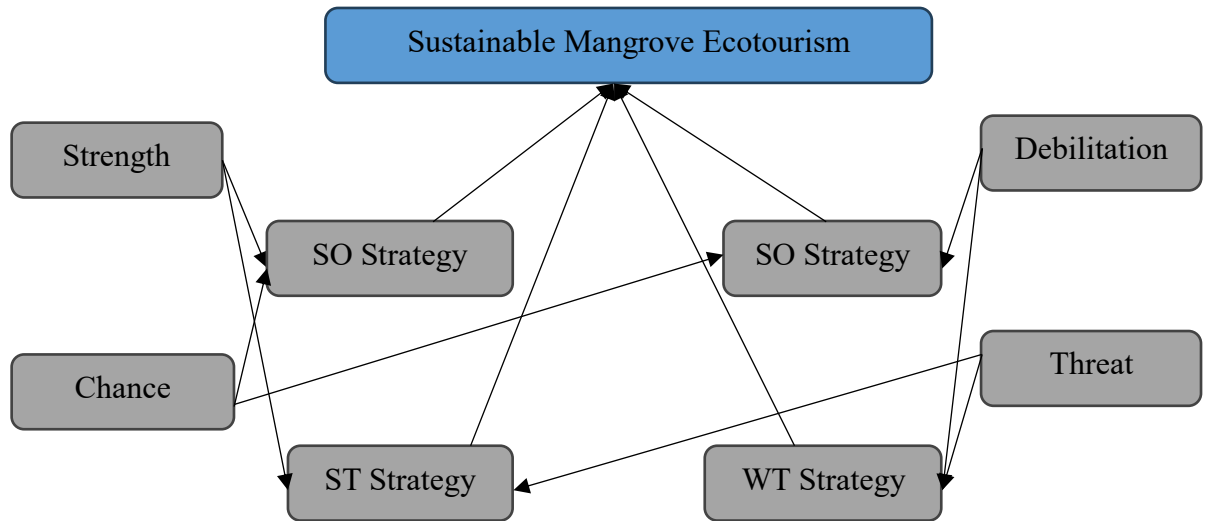 Sustainable Mangrove Ecotourism
Strength
Debilitation
SO Strategy
SO Strategy
Chance
Threat
ST Strategy
WT Strategy